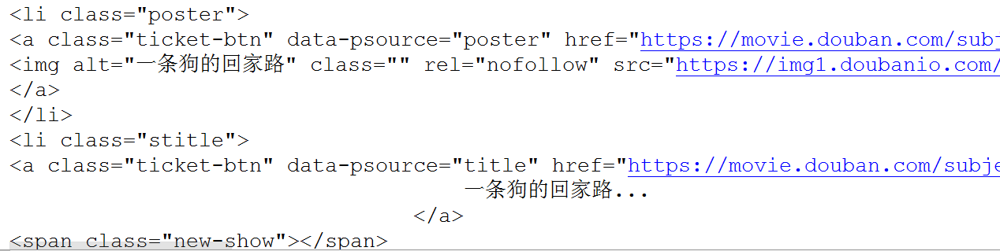 <li class="poster">
<a class="ticket-btn" data-psource="poster" href="https://movie.douban.com/subj
<img alt="一条狗的回家路" class="" rel="nofollow" src="https://img1.doubanio.com/
</a>
</li>
<li class="stitle">
<a class="ticket-btn" data-psource="title" href="https://movie.douban.com/subje
一条狗的回家路...
</a>
<span class="new-show"></span>